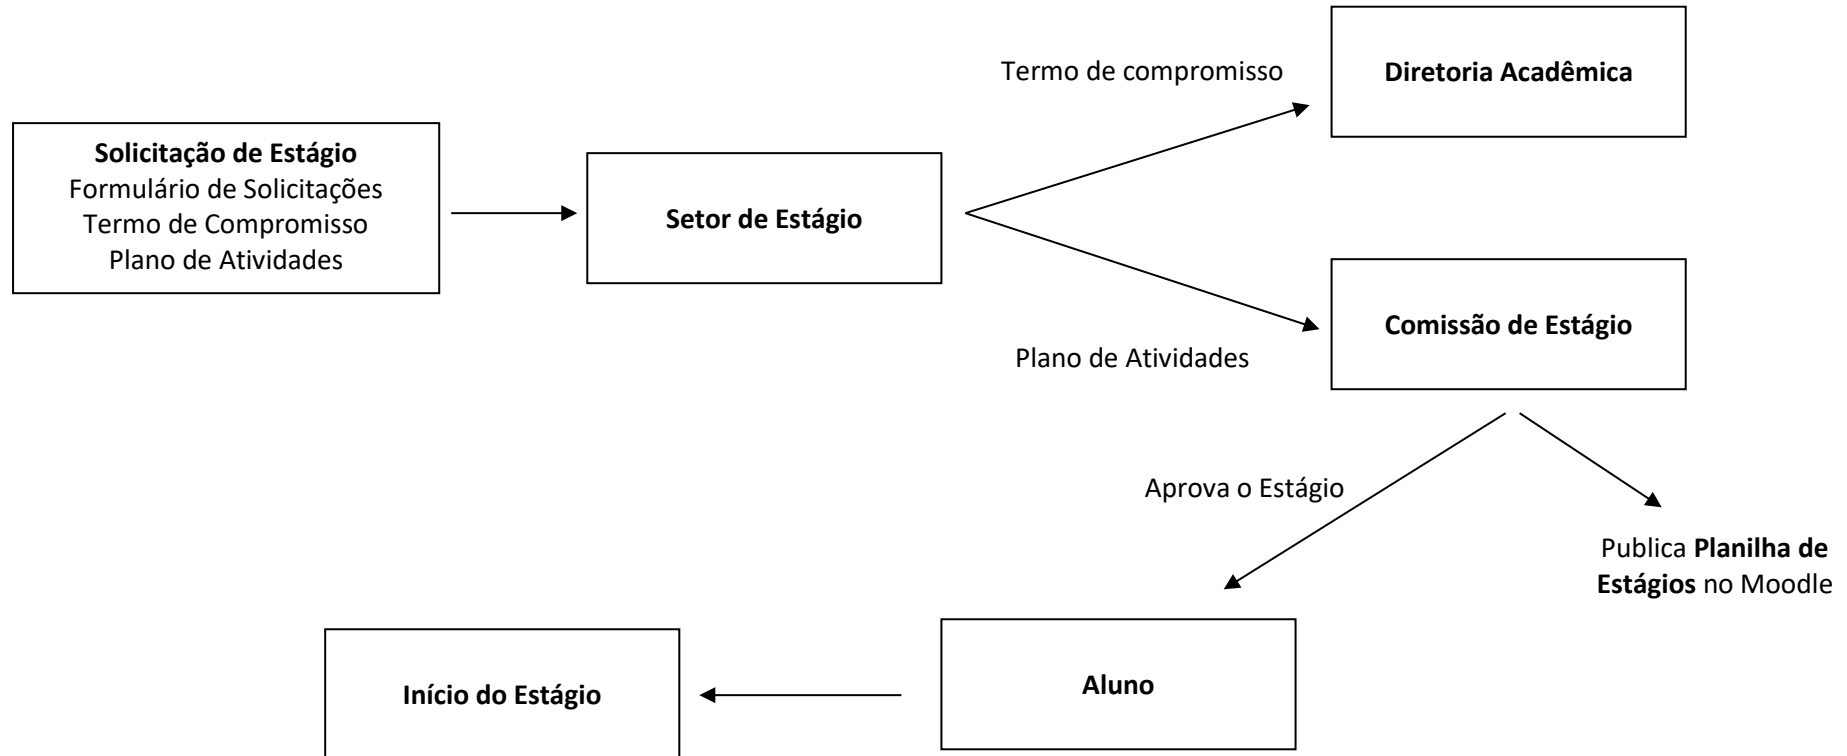 Termo de compromisso
Diretoria Acadêmica
Solicitação de Estágio
Formulário de Solicitações
Termo de Compromisso
Plano de Atividades
Setor de Estágio
Comissão de Estágio
Plano de Atividades
Aprova o Estágio
Publica Planilha de
Estágios no Moodle
Aluno
Início do Estágio